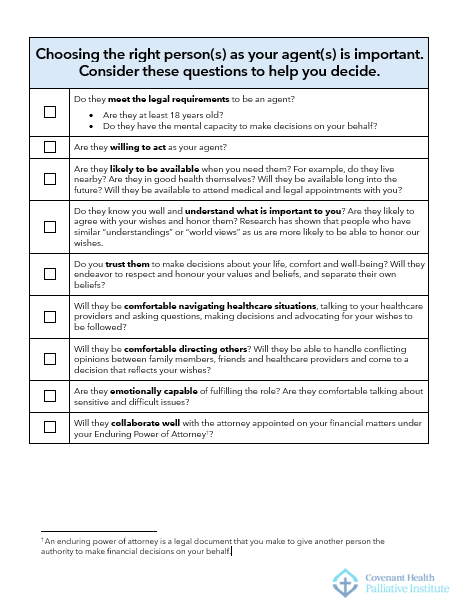 Choosing the right person(s) as your agent(s) is important.
Consider these questions to help you decide.
Do they meet the legal requirements to be an agent?
• Are they at least 18 years old?
• Do they have the mental capacity to make decisions on your behalf?
Are they willing to act as your agent?
Are they likely to be available when you need them? For example, do they live
nearby? Are they in good health themselves? Will they be available long into the
future? Will they be available to attend medical and legal appointments with you?
Do they know you well and understand what is important to you? Are they likely to
agree with your wishes and honor them? Research has shown that people who have
similar “understandings” or “world views” as us are more likely to be able to honor our
wishes.
Do you trust them to make decisions about your life, comfort and well-being? Will they
endeavor to respect and honour your values and beliefs, and separate their own
beliefs?
Will they be comfortable navigating healthcare situations, talking to your healthcare
providers and asking questions, making decisions and advocating for your wishes to
be followed?
Will they be comfortable directing others? Will they be able to handle conflicting
opinions between family members, friends and healthcare providers and come to a
decision that reflects your wishes?
Are they emotionally capable of fulfilling the role? Are they comfortable talking about
sensitive and difficult issues?
Will they collaborate well with the attorney appointed on your financial matters under
your Enduring Power of Attorney†?
† An enduring power of attorney is a legal document that you make to give another person the
authority to make financial decisions on your behalf.
Covenant Health
Palliative Institute